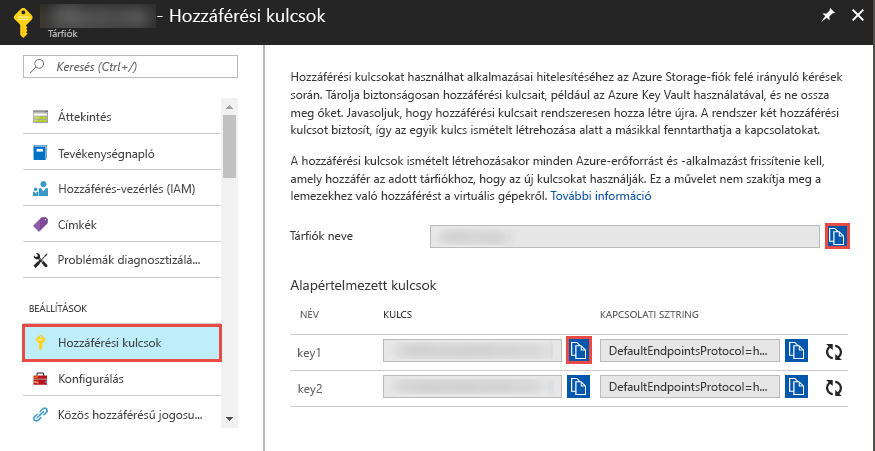 - Hozzáférési kulcsok
Tárfiók
Keresés (Ctrl+/)
Áttekintés
Tevékenységnapló
Hozzáférés-vezérlés (IAM)
Címkék
Problémák diagnosztizálá...
BEÁLLÍTÁSOK
Hozzáférési kulcsok
Konfigurálás
Közös hozzáférésű jogosu...
Hozzáférési kulcsokat használhat alkalmazásai hitelesítéséhez az Azure Storage-fiók felé irányuló kérések
során. Tárolja biztonságosan hozzáférési kulcsait, például az Azure Key Vault használatával, és ne ossza
meg őket. Javasoljuk, hogy hozzáférési kulcsait rendszeresen hozza létre újra. A rendszer két hozzáférési
kulcsot biztosít, így az egyik kulcs ismételt létrehozása alatt a másikkal fenntarthatja a kapcsolatokat.
A hozzáférési kulcsok ismételt létrehozásakor minden Azure-erőforrást és -alkalmazást frissítenie kell,
amely hozzáfér az adott tárfiókhoz, hogy az új kulcsokat használják. Ez a művelet nem szakítja meg a
lemezekhez való hozzáférést a virtuális gépekről. További információ
Tárfiók neve
Alapértelmezett kulcsok
NÉV KULCS KAPCSOLATI SZTRING
key1 DefaultEndpointsProtocol=h...
key2 DefaultEndpointsProtocol=h...